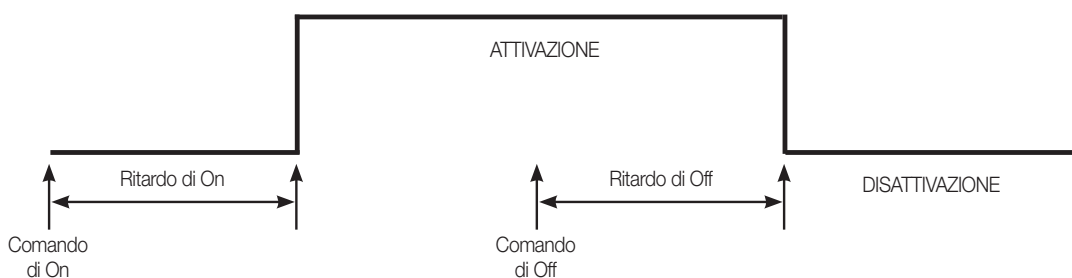 ATTIVAZIONE
Ritardo di On
Ritardo di Off
DISATTIVAZIONE
Comando
di On
Comando
di Off